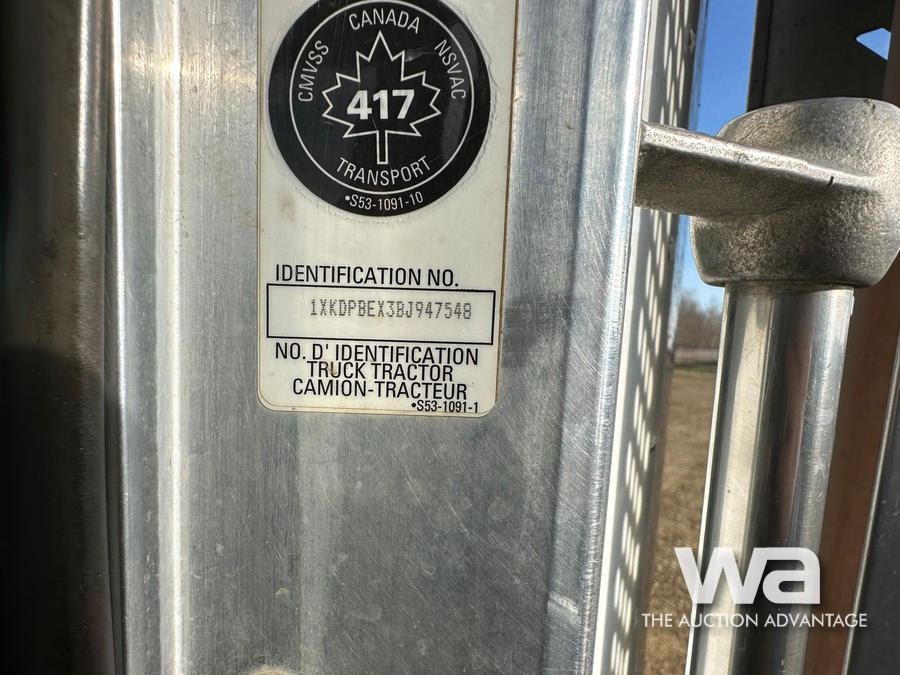 CANADA
CMVSS
NSVAC
417
TRANSPORT
•S53-1091-10
IDENTIFICATION NO.
1XKDPBEX3BJ947548
NO. D' IDENTIFICATION
TRUCK TRACTOR
CAMION-TRACTEUR
•S53-1091-1
wa
THE AUCTION ADVANTAGE